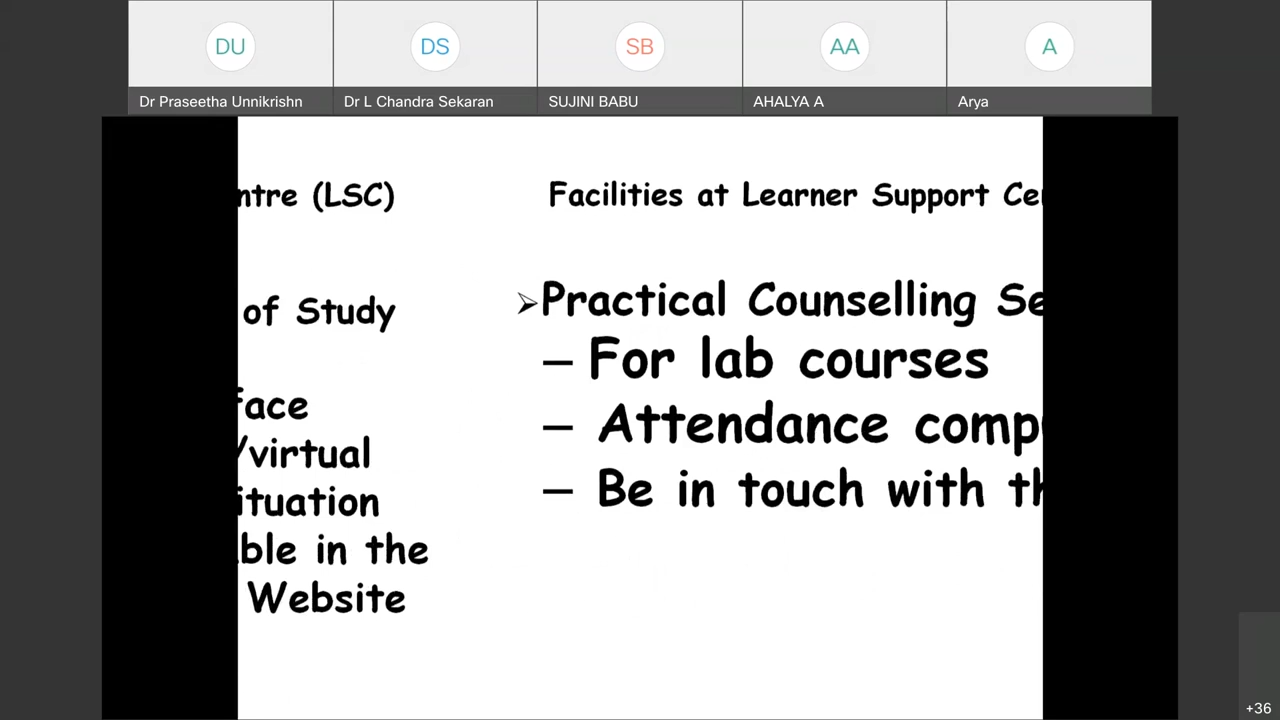 DU
DS
SB
AA
A
Dr Praseetha Unnikrishn
Dr L Chandra Sekaran
SUJINI BABU
AHALYA A
Arya
ntre (LSC)
of Study
face
/virtual
ituation
ble in the
Website
Facilities at Learner Support Ce
➢Practical Counselling Se
– For lab courses
– Attendance comp
– Be in touch with th
+36